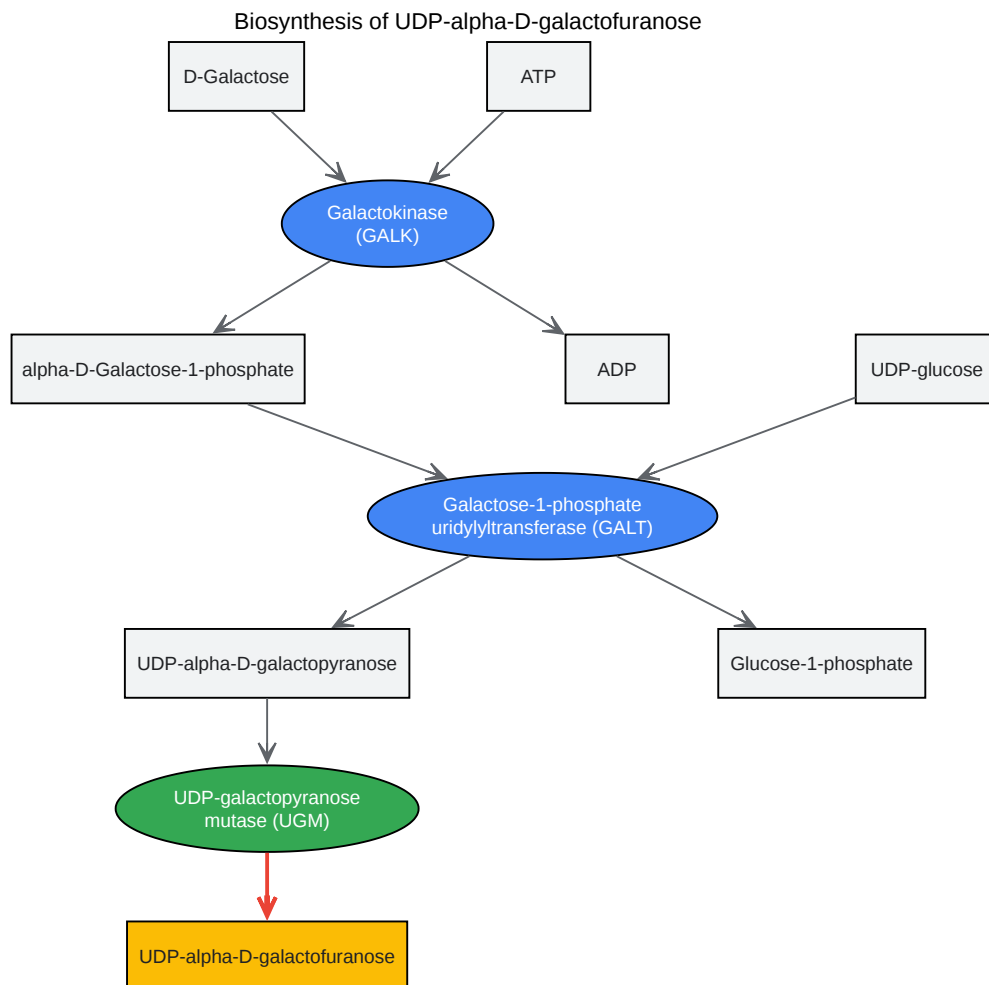 Biosynthesis of UDP-alpha-D-galactofuranose
D-Galactose
ATP
Galactokinase
(GALK)
alpha-D-Galactose-1-phosphate
ADP
UDP-glucose
Galactose-1-phosphate
uridylyltransferase (GALT)
UDP-alpha-D-galactopyranose
Glucose-1-phosphate
UDP-galactopyranose
mutase (UGM)
UDP-alpha-D-galactofuranose